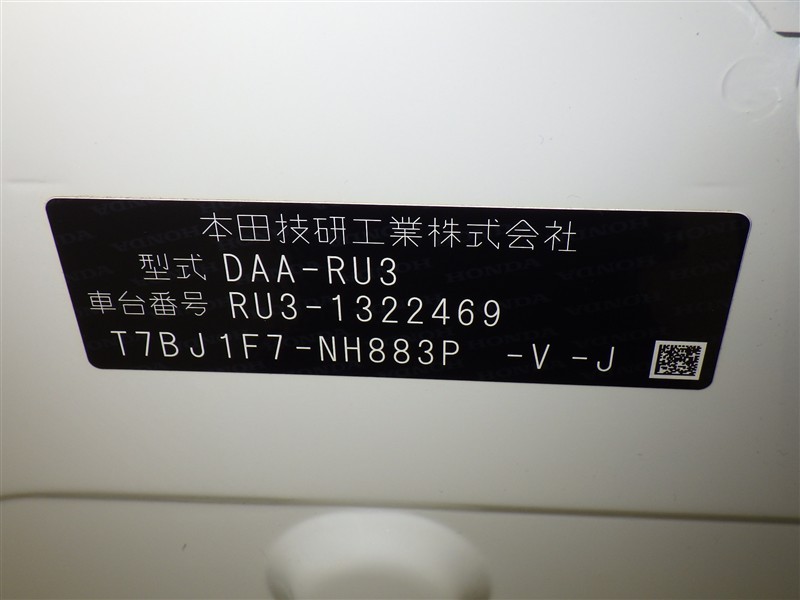 本田技研工業株式会社
型式 DAA-RU3
車台番号 RU3-1322469
T7BJ1F7-NH883P -V -J